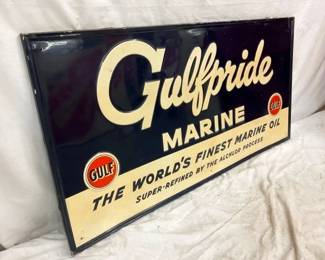 Gulfpride
MARINE
GULF
GULF
THE WORLD'S FINEST MARINE OIL
SUPER-REFINED BY THE ALCHLOR PROCESS